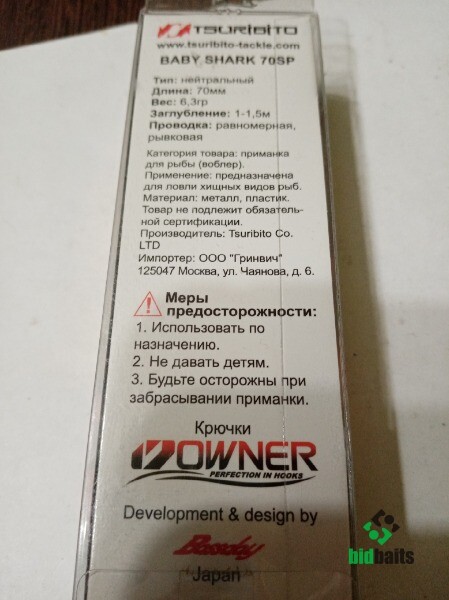 TSURIBITO
www.tsuribito-tackle.com
BABY SHARK 70SP
Тип: нейтральный
Длина: 70мм
Вес: 6,3гр
Заглубление: 1-1,5м
Проводка: равномерная,
рывковая
Категория товара: приманка
для рыбы (воблер).
Применение: предназначена
для ловли хищных видов рыб.
Материал: металл, пластик.
Товар не подлежит обязатель-
ной сертификации.
Производитель: Tsuribito Co.
LTD
Импортер: ООО "Гринвич"
125047 Москва, ул. Чаянова, д. 6.
Меры
предосторожности:
1. Использовать по
назначению.
2. Не давать детям.
3. Будьте осторожны при
забрасывании приманки.
Крючки
OWNER
PERFECTION IN HOOKS
Development & design by
Bassday
Japan
bidbaits